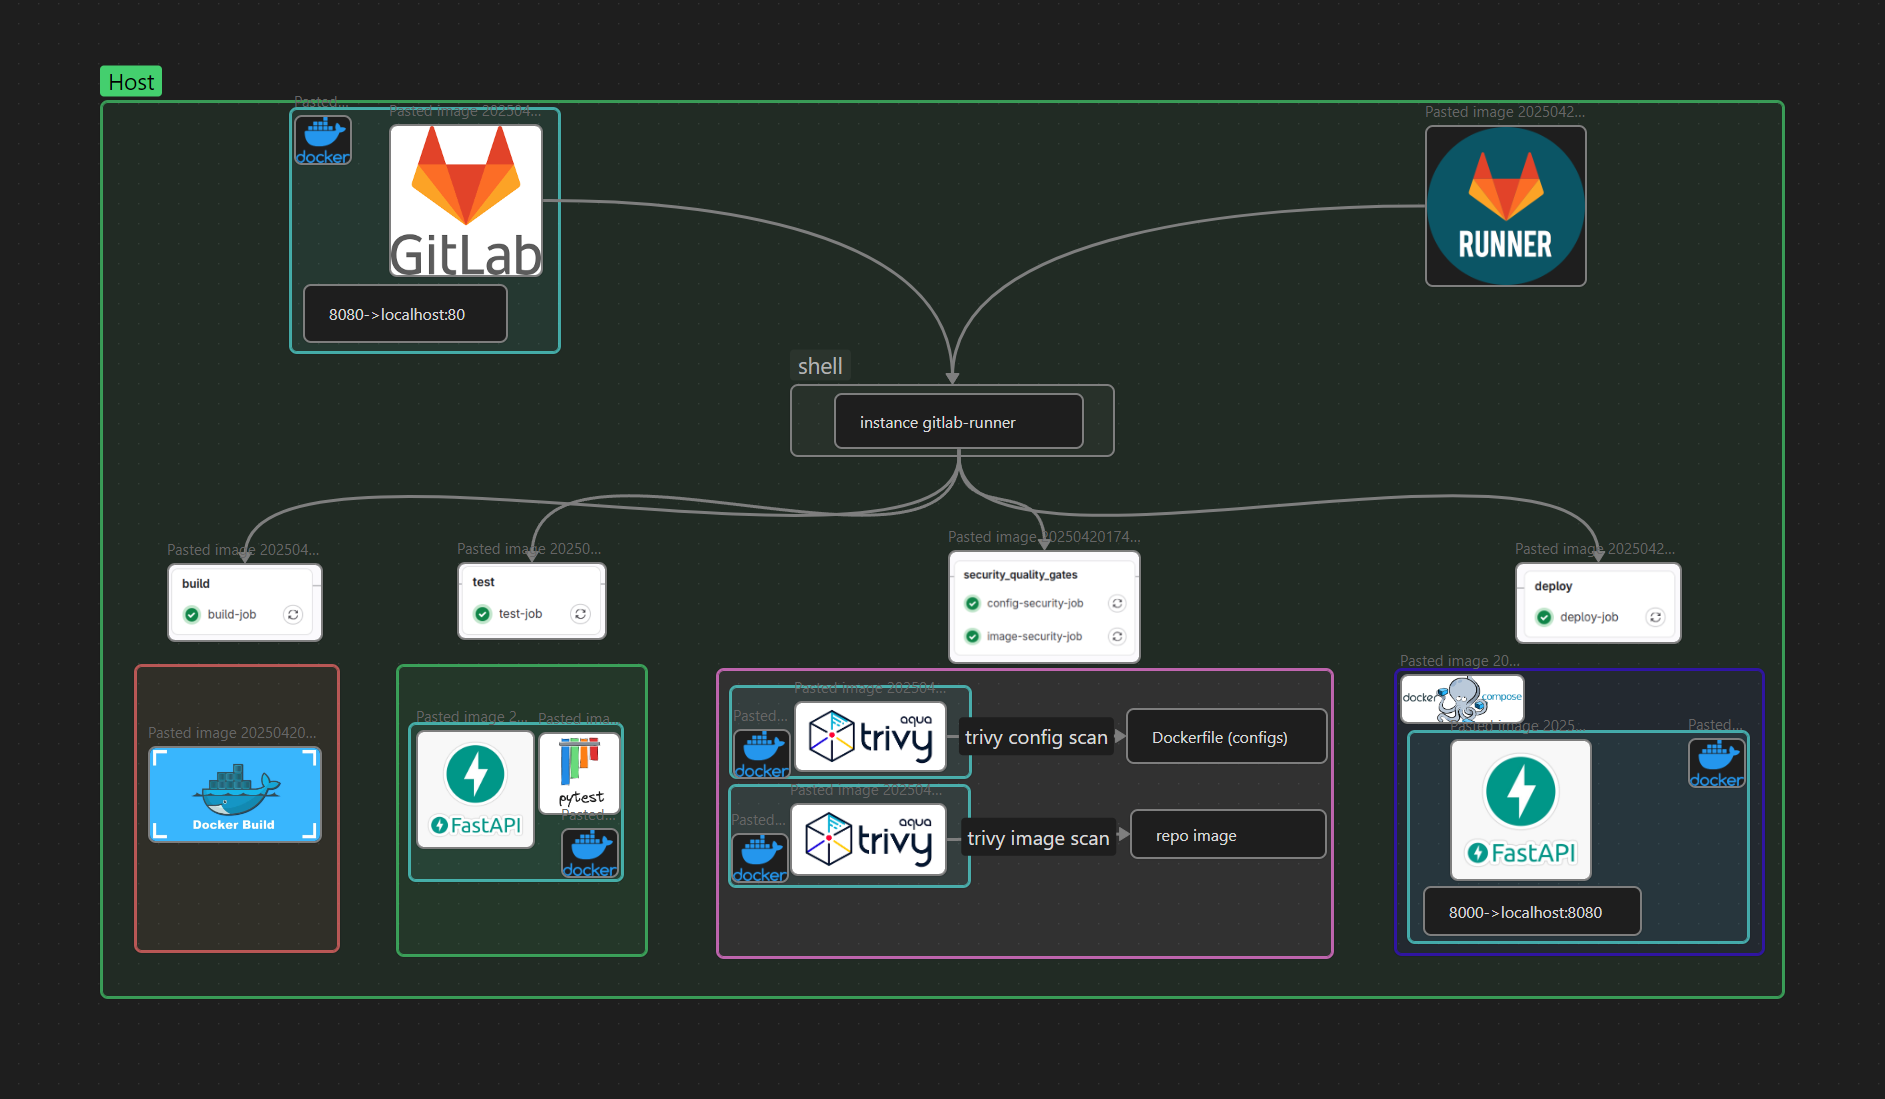 Host
Pasted...
Pasted image 202504...
docker
GitLab
8080->localhost:80
Pasted image 2025042...
RUNNER
shell
instance gitlab-runner
Pasted image 202504...
build
build-job
Pasted image 20250...
test
test-job
Pasted image 20250420174...
security_quality_gates
config-security-job
image-security-job
Pasted image 2025042...
deploy
deploy-job
Pasted image 20250420...
Docker Build
Pasted image 2...
Pasted ima...
FastAPI
pytest
Pasted...
docker
Pasted image 202504...
Pasted...
docker
aqua
trivy
trivy config scan
Dockerfile (configs)
Pasted image 202504...
Pasted...
docker
aqua
trivy
trivy image scan
repo image
Pasted image 20...
docker
compose
Pasted image 2025...
Pasted...
docker
FastAPI
8000->localhost:8080